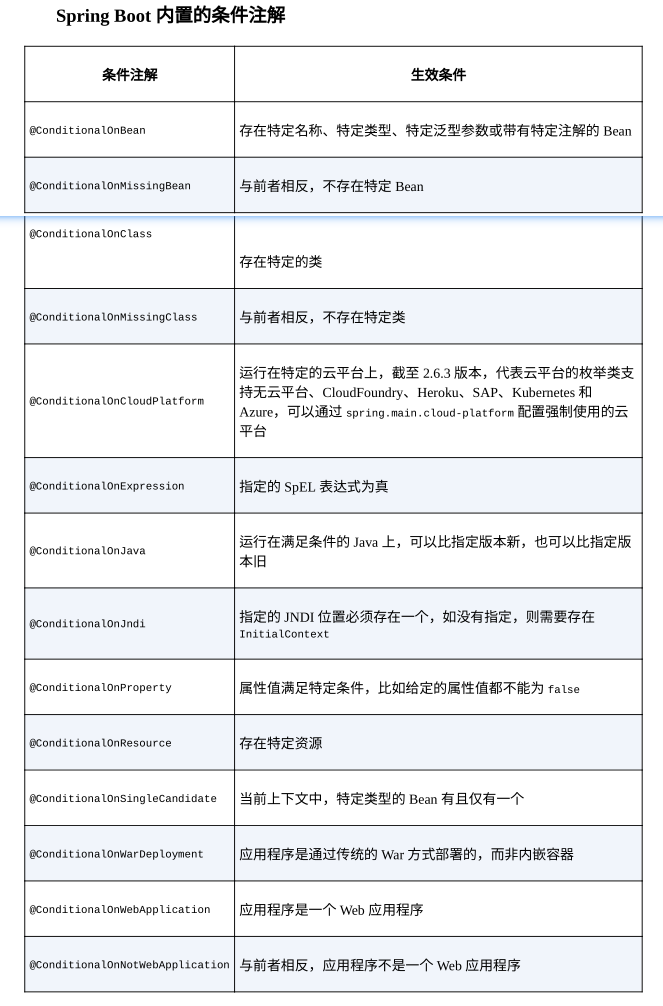 Spring Boot 内置的条件注解
条件注解
生效条件
@ConditionalOnBean
存在特定名称、特定类型、特定泛型参数或带有特定注解的 Bean
@ConditionalOnMissingBean
与前者相反，不存在特定 Bean
@ConditionalOnClass
存在特定的类
@ConditionalOnMissingClass
与前者相反，不存在特定类
@ConditionalOnCloudPlatform
运行在特定的云平台上，截至 2.6.3 版本，代表云平台的枚举类支
持无云平台、CloudFoundry、Heroku、SAP、Kubernetes 和
Azure，可以通过 spring.main.cloud-platform 配置强制使用的云
平台
@ConditionalOnExpression
指定的 SpEL 表达式为真
@ConditionalOnJava
运行在满足条件的 Java 上，可以比指定版本新，也可以比指定版
本旧
@ConditionalOnJndi
指定的 JNDI 位置必须存在一个，如没有指定，则需要存在
InitialContext
@ConditionalOnProperty
属性值满足特定条件，比如给定的属性值都不能为 false
@ConditionalOnResource
存在特定资源
@ConditionalOnSingleCandidate
当前上下文中，特定类型的 Bean 有且仅有一个
@ConditionalOnWarDeployment
应用程序是通过传统的 War 方式部署的，而非内嵌容器
@ConditionalOnWebApplication
应用程序是一个 Web 应用程序
@ConditionalOnNotWebApplication
与前者相反，应用程序不是一个 Web 应用程序